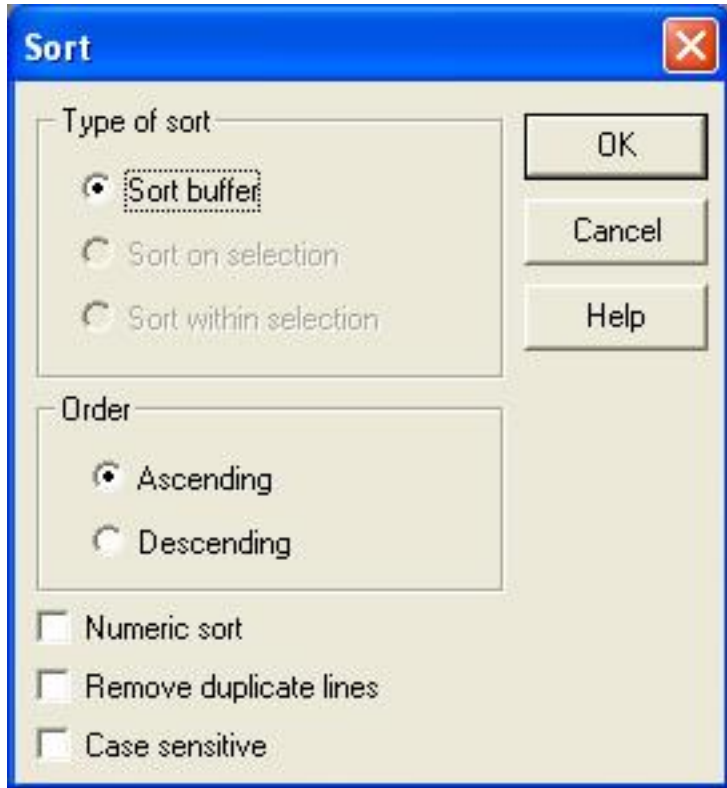 Sort
Type of sort
OK
Sort buffer
Cancel
Sort on selection
Sort within selection
Help
Order
Ascending
Descending
Numeric sort
Remove duplicate lines
Case sensitive